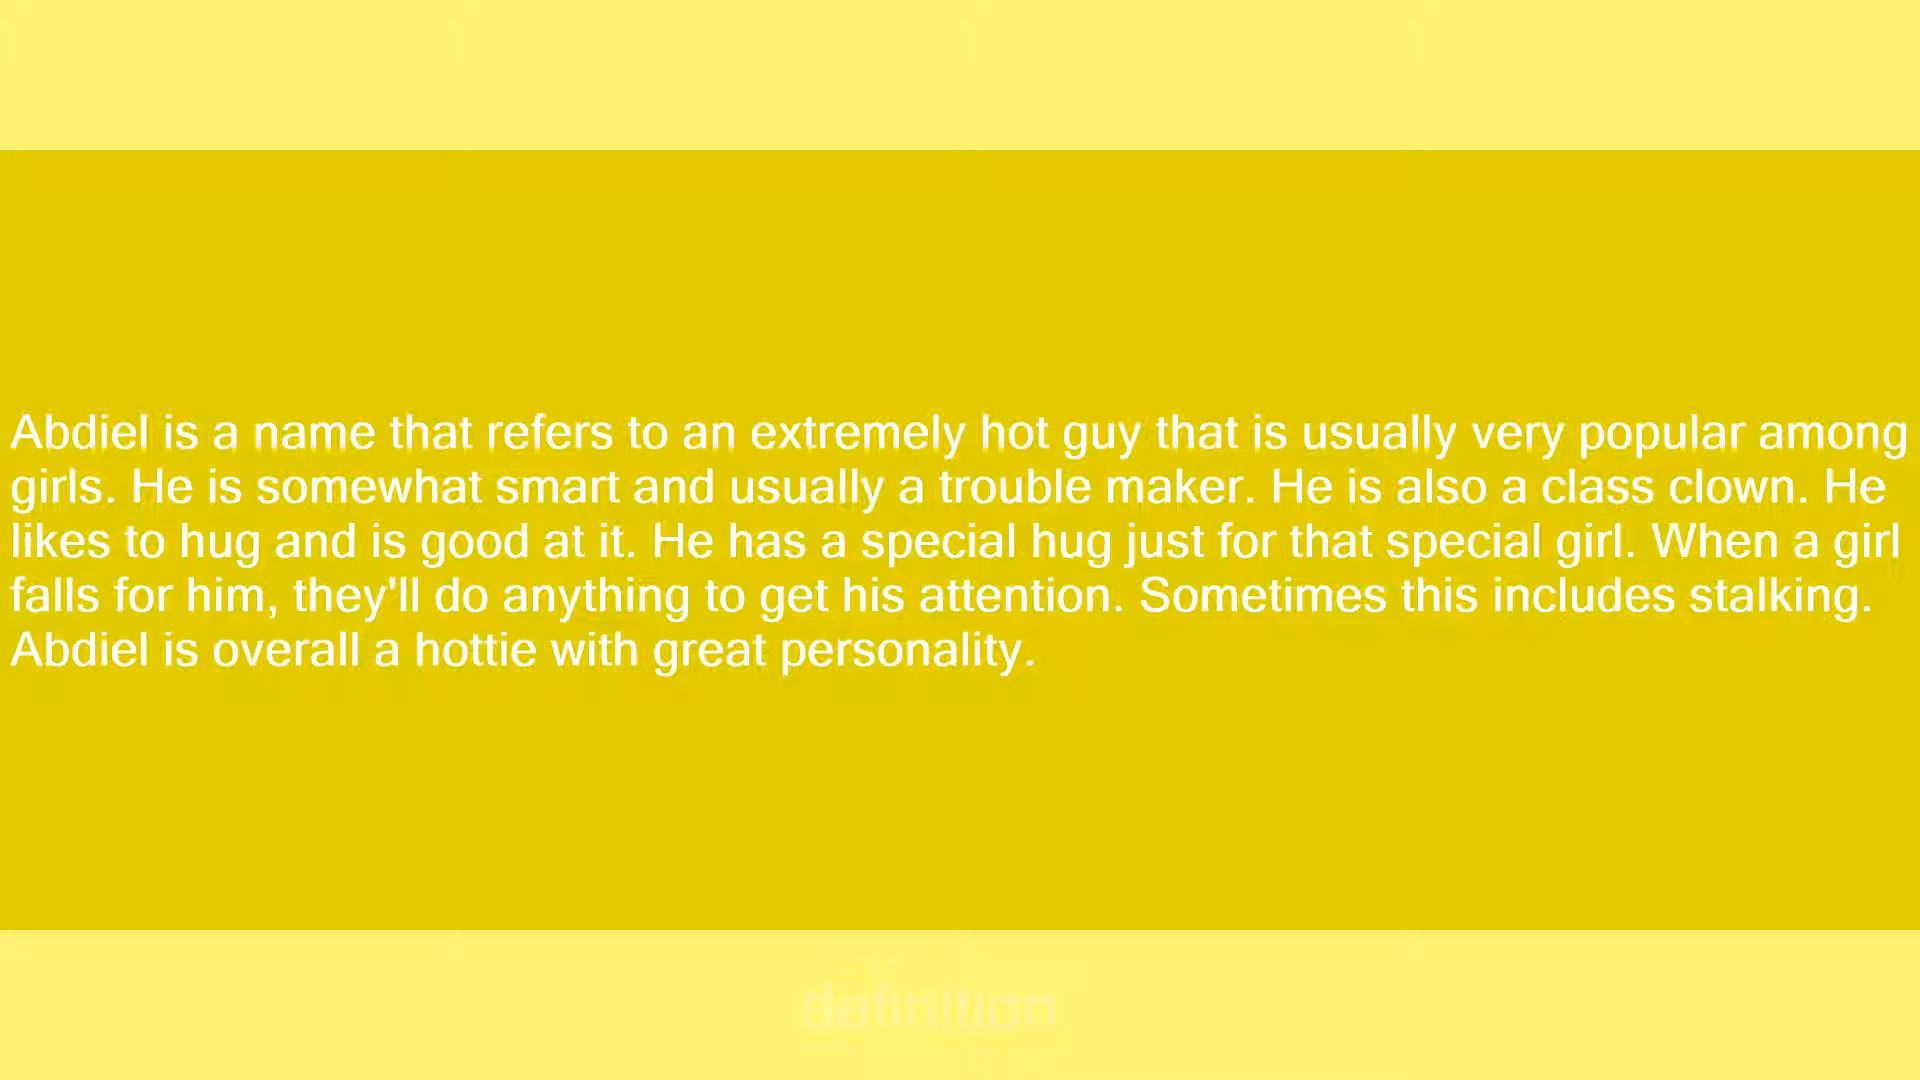 Abdiel is a name that refers to an extremely hot guy that is usually very popular among
girls. He is somewhat smart and usually a trouble maker. He is also a class clown. He
likes to hug and is good at it. He has a special hug just for that special girl. When a girl
falls for him, they'll do anything to get his attention. Sometimes this includes stalking.
Abdiel is overall a hottie with great personality.
definition